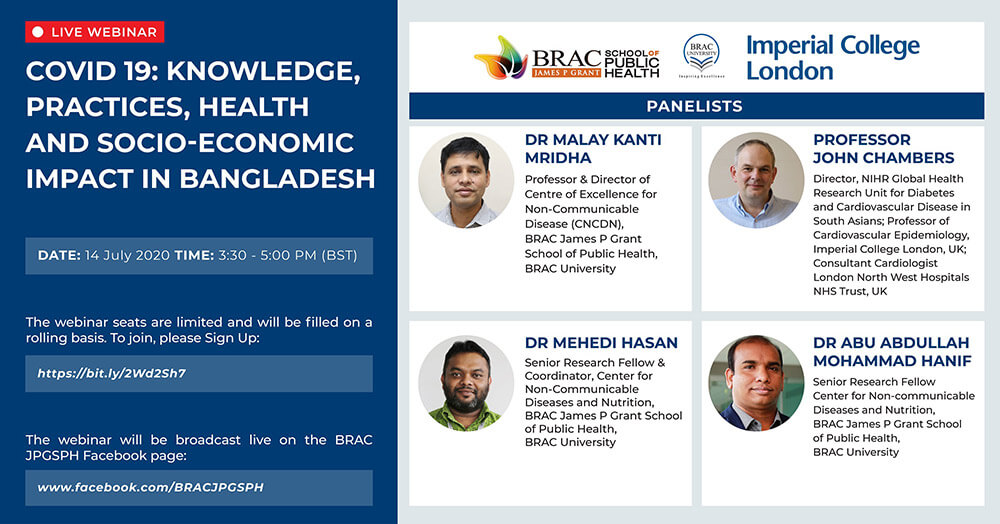 LIVE WEBINAR
COVID 19: KNOWLEDGE,
PRACTICES, HEALTH
AND SOCIO-ECONOMIC
IMPACT IN BANGLADESH
DATE: 14 July 2020 TIME: 3:30 - 5:00 PM (BST)
The webinar seats are limited and will be filled on a
rolling basis. To join, please Sign Up:
https://bit.ly/2Wd2Sh7
The webinar will be broadcast live on the BRAC
JPGSPH Facebook page:
www.facebook.com/BRACJPGSPH
BRAC
JAMES P GRANT
SCHOOL OF
PUBLIC
HEALTH
BRAC
UNIVERSITY
Inspiring Excellence
Imperial College
London
PANELISTS
DR MALAY KANTI
MRIDHA
Professor & Director of
Centre of Excellence for
Non-Communicable
Disease (CNCDN),
BRAC James P Grant
School of Public Health,
BRAC University
PROFESSOR
JOHN CHAMBERS
Director, NIHR Global Health
Research Unit for Diabetes
and Cardiovascular Disease in
South Asians; Professor of
Cardiovascular Epidemiology,
Imperial College London, UK;
Consultant Cardiologist
London North West Hospitals
NHS Trust, UK
DR MEHEDI HASAN
Senior Research Fellow &
Coordinator, Center for
Non-Communicable
Diseases and Nutrition,
BRAC James P Grant School
of Public Health,
BRAC University
DR ABU ABDULLAH
MOHAMMAD HANIF
Senior Research Fellow
Center for Non-communicable
Diseases and Nutrition,
BRAC James P Grant School
of Public Health,
BRAC University